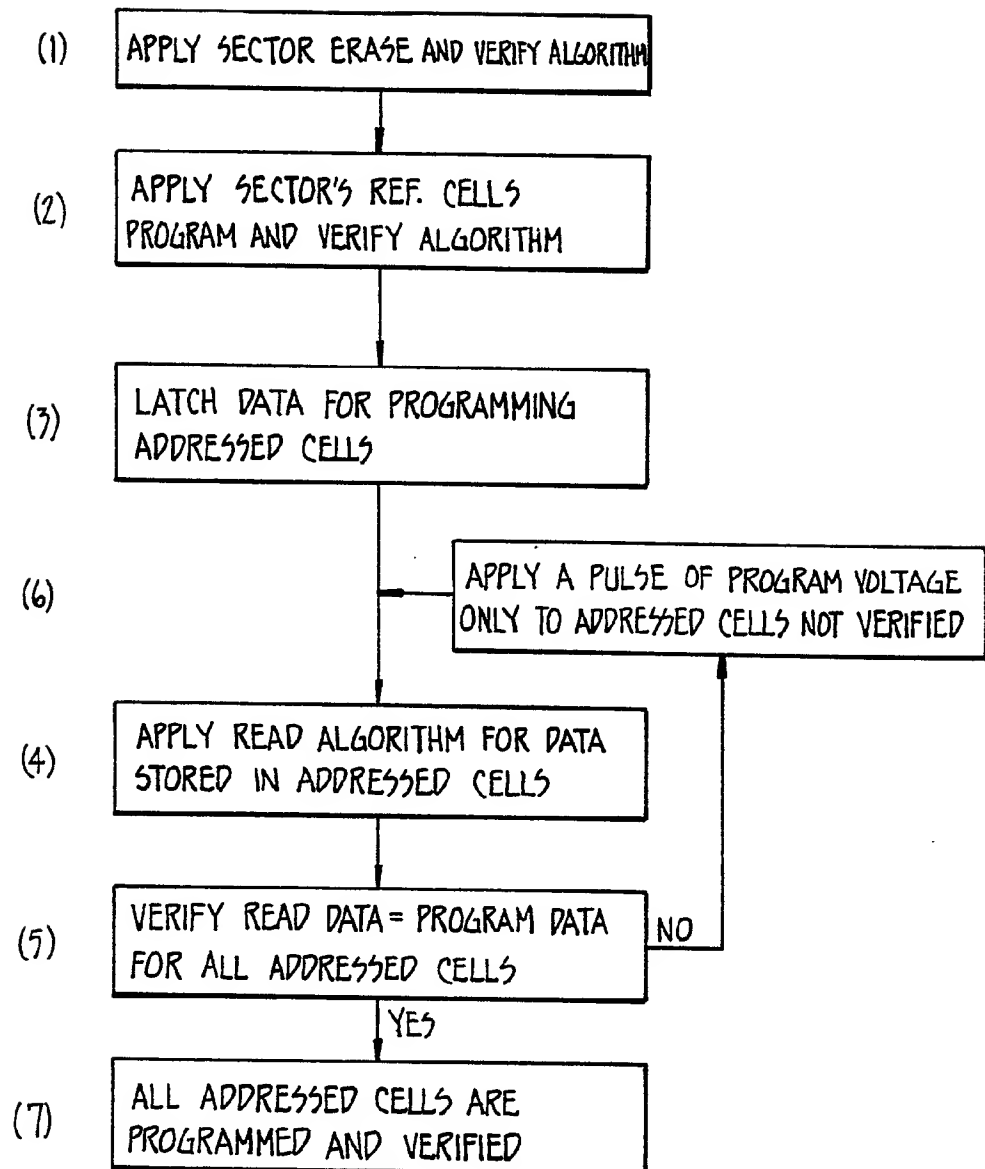 (1) APPLY SECTOR ERASE AND VERIFY ALGORITHM
(2) APPLY SECTOR'S REF. CELLS
PROGRAM AND VERIFY ALGORITHM
(3) LATCH DATA FOR PROGRAMMING
ADDRESSED CELLS
(6) APPLY A PULSE OF PROGRAM VOLTAGE
ONLY TO ADDRESSED CELLS NOT VERIFIED
(4) APPLY READ ALGORITHM FOR DATA
STORED IN ADDRESSED CELLS
(5) VERIFY READ DATA = PROGRAM DATA
FOR ALL ADDRESSED CELLS
NO
YES
(7) ALL ADDRESSED CELLS ARE
PROGRAMMED AND VERIFIED